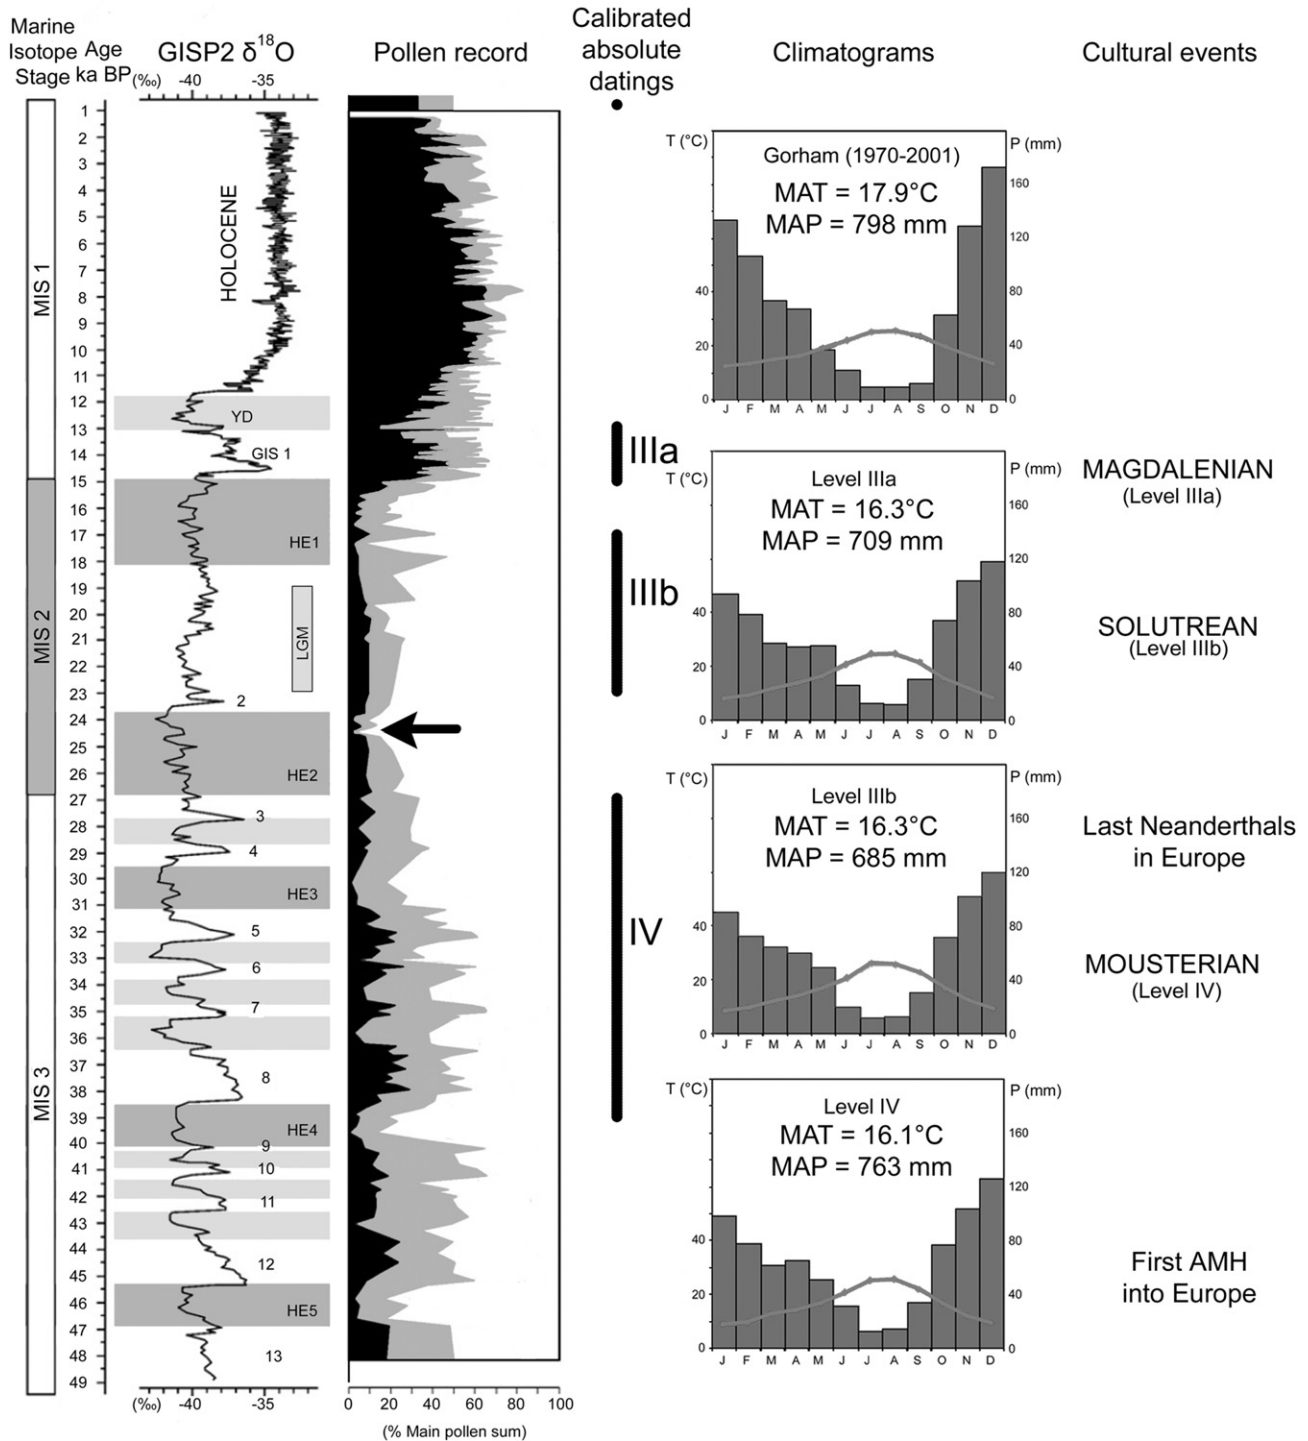 Marine
Isotope Age
Stage ka BP
GISP2 δ18O
(‰) -40 -35
Pollen record
Calibrated
absolute
datings
Climatograms
Cultural events
MIS 1
MIS 2
MIS 3
1
2
3
4
5
6
7
8
9
10
11
12
13
14
15
16
17
18
19
20
21
22
23
24
25
26
27
28
29
30
31
32
33
34
35
36
37
38
39
40
41
42
43
44
45
46
47
48
49
HOLOCENE
YD
GIS 1
HE1
LGM
2
HE2
3
4
HE3
5
6
7
8
HE4
9
10
11
12
HE5
13
(‰) -40 -35
0 20 40 60 80 100
(% Main pollen sum)
IIIa
IIIb
IV
T (°C) P (mm)
Gorham (1970-2001)
MAT = 17.9°C
MAP = 798 mm
160
120
40 80
20 40
0 0
J F M A M J J A S O N D
T (°C) P (mm)
Level IIIa
MAT = 16.3°C
MAP = 709 mm
160
120
40 80
20 40
0 0
J F M A M J J A S O N D
T (°C) P (mm)
Level IIIb
MAT = 16.3°C
MAP = 685 mm
160
120
40 80
20 40
0 0
J F M A M J J A S O N D
T (°C) P (mm)
Level IV
MAT = 16.1°C
MAP = 763 mm
160
120
40 80
20 40
0 0
J F M A M J J A S O N D
MAGDALENIAN
(Level IIIa)
SOLUTREAN
(Level IIIb)
Last Neanderthals
in Europe
MOUSTERIAN
(Level IV)
First AMH
into Europe